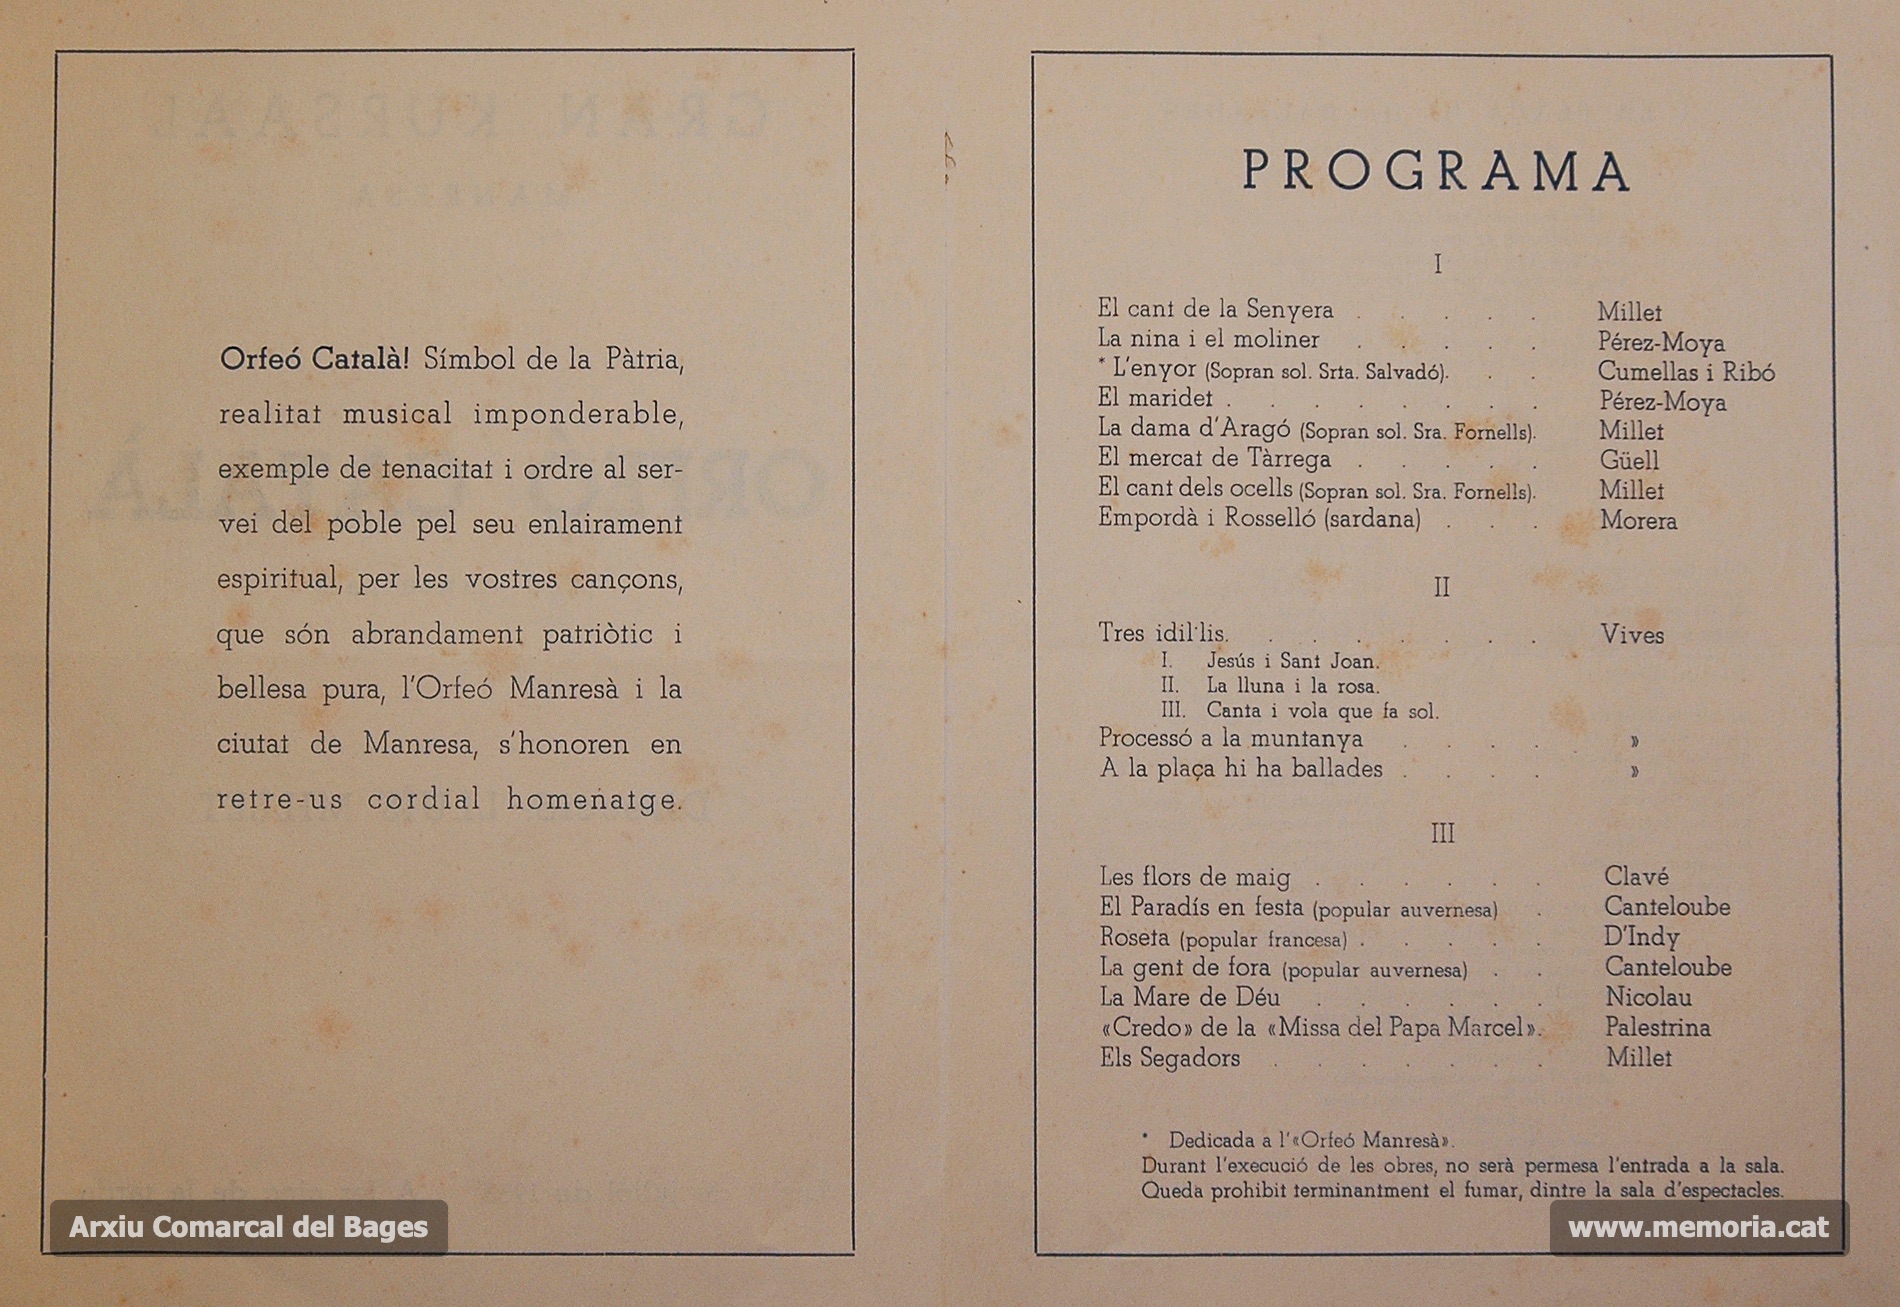 Orfeó Català! Símbol de la Pàtria,
realitat musical imponderable,
exemple de tenacitat i ordre al ser-
vei del poble pel seu enlairament
espiritual, per les vostres cançons,
que són abrandament patriòtic i
bellesa pura, l'Orfeó Manresà i la
ciutat de Manresa, s'honoren en
retre-us cordial homenatge.
PROGRAMA
I
El cant de la Senyera . . . . . Millet
La nina i el moliner . . . . . Pérez-Moya
* L'enyor (Sopran sol. Srta. Salvadó). . . Cumellas i Ribó
El maridet . . . . . . . . Pérez-Moya
La dama d'Aragó (Sopran sol. Sra. Fornells). Millet
El mercat de Tàrrega . . . . . Güell
El cant dels ocells (Sopran sol. Sra. Fornells). Millet
Empordà i Rosselló (sardana) . . . Morera
II
Tres idil·lis. . . . . . . . Vives
I. Jesús i Sant Joan.
II. La lluna i la rosa.
III. Canta i vola que fa sol.
Processó a la muntanya . . . . »
A la plaça hi ha ballades . . . . »
III
Les flors de maig . . . . . . Clavé
El Paradís en festa (popular auvernesa) . Canteloube
Roseta (popular francesa) . . . . . D'Indy
La gent de fora (popular auvernesa) . . Canteloube
La Mare de Déu . . . . . . Nicolau
«Credo» de la «Missa del Papa Marcel». Palestrina
Els Segadors . . . . . . . Millet
* Dedicada a l'«Orfeó Manresà».
Durant l'execució de les obres, no serà permesa l'entrada a la sala.
Queda prohibit terminantment el fumar, dintre la sala d'espectacles.
Arxiu Comarcal del Bages
www.memoria.cat